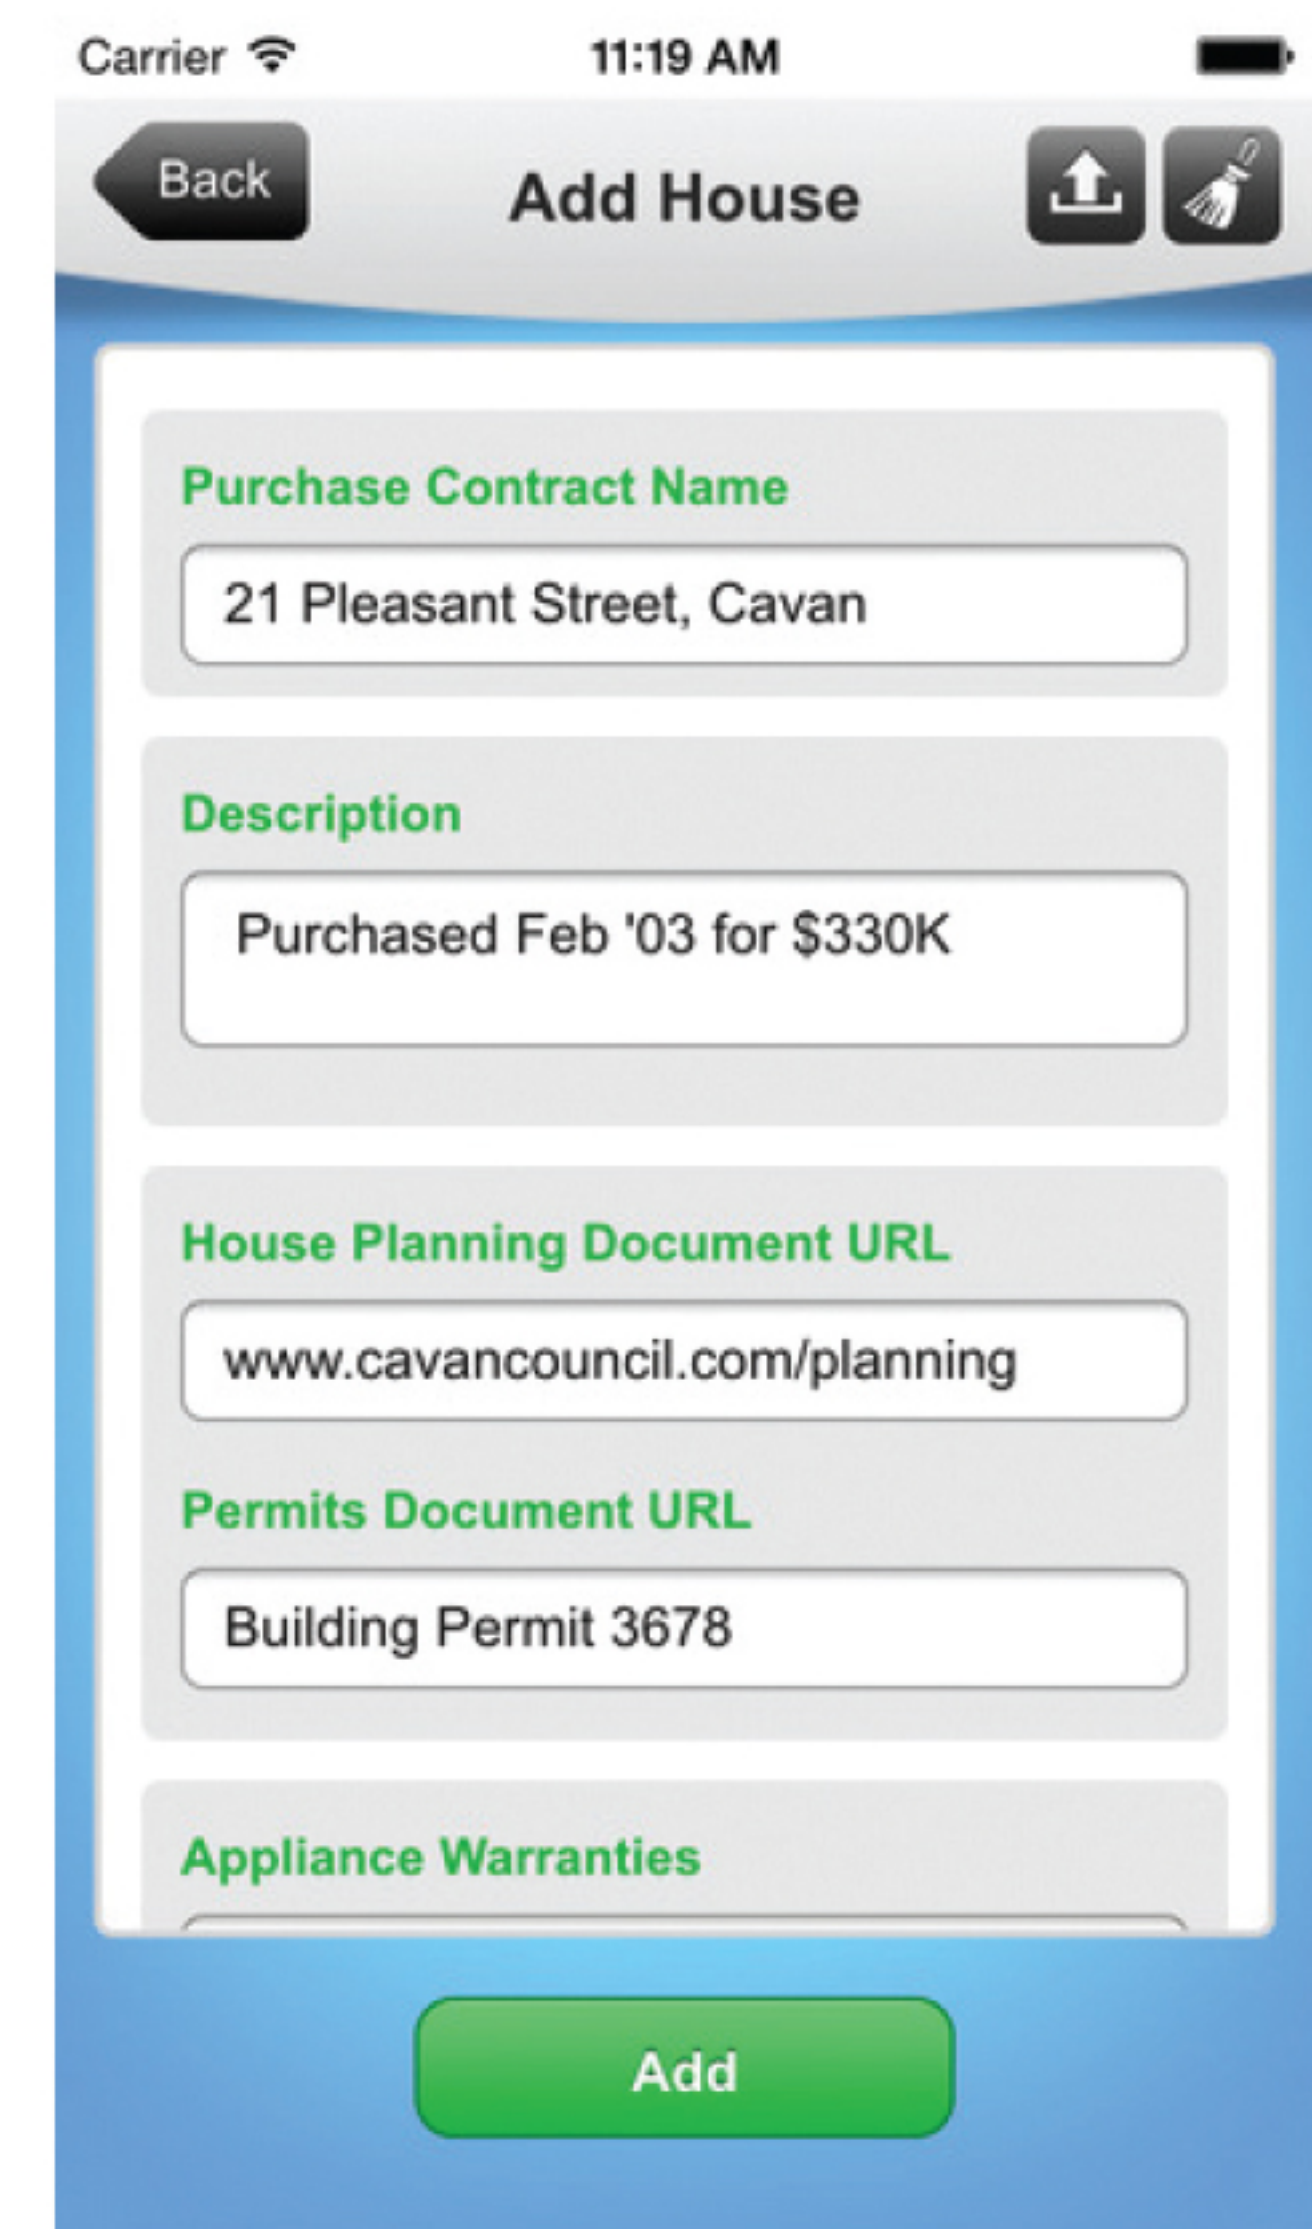 Carrier
11:19 AM
Back
Add House
Purchase Contract Name
21 Pleasant Street, Cavan
Description
Purchased Feb '03 for $330K
House Planning Document URL
www.cavancouncil.com/planning
Permits Document URL
Building Permit 3678
Appliance Warranties
Add